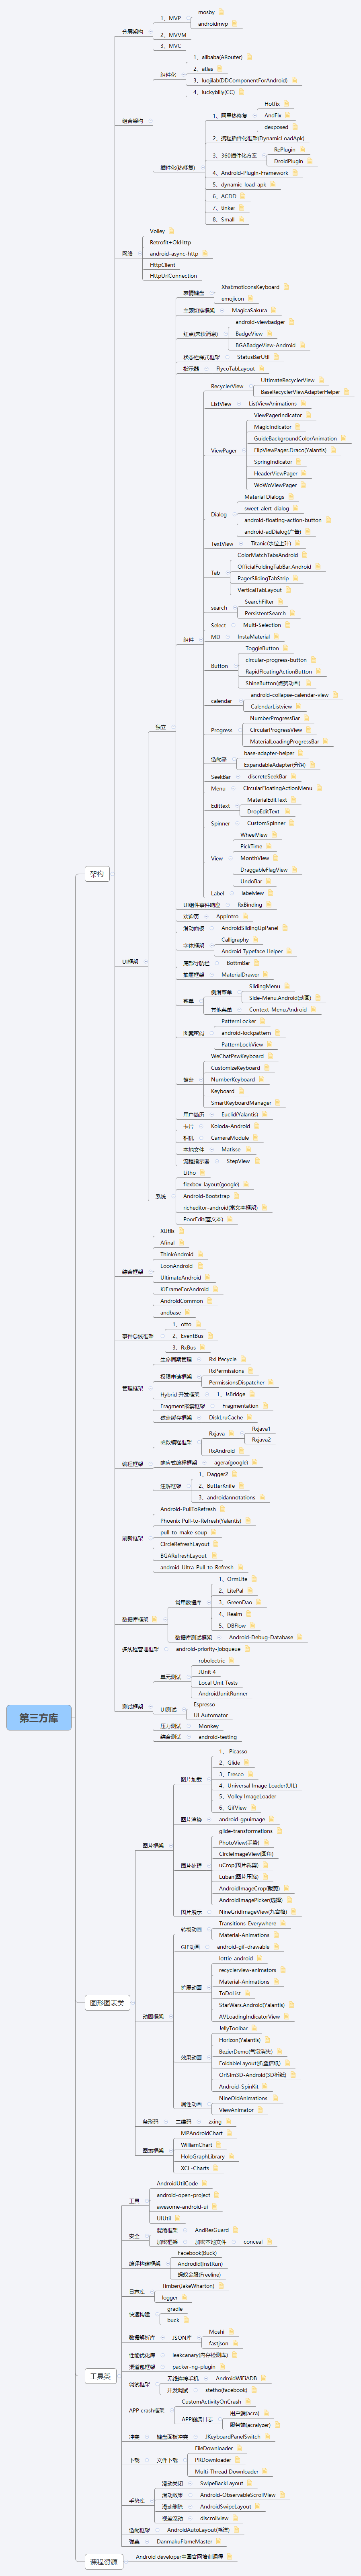 mosby
1、MVP
androidmvp
分层架构
2、MVVM
3、MVC
1、alibaba(ARouter)
2、atlas
组件化
3、luojilab(DDComponentForAndroid)
4、luckybilly(CC)
组合架构
Hotfix
1、阿里热修复
AndFix
dexposed
2、携程插件化框架(DynamicLoadApk)
RePlugin
3、360插件化方案
DroidPlugin
插件化(热修复)
4、Android-Plugin-Framework
5、dynamic-load-apk
6、ACDD
7、tinker
8、Small
Volley
Retrofit+OkHttp
网络
android-async-http
HttpClient
HttpUrlConnection
表情键盘
XhsEmoticonsKeyboard
emojicon
主题切换框架
MagicaSakura
android-viewbadger
红点(未读消息)
BadgeView
BGABadgeView-Android
状态栏样式框架
StatusBarUtil
指示器
FlycoTabLayout
RecyclerView
UltimateRecyclerView
BaseRecyclerViewAdapterHelper
ListView
ListViewAnimations
ViewPagerIndicator
MagicIndicator
GuideBackgroundColorAnimation
ViewPager
FlipViewPager.Draco(Yalantis)
SpringIndicator
HeaderViewPager
WoWoViewPager
Material Dialogs
sweet-alert-dialog
Dialog
android-floating-action-button
android-adDialog(广告)
TextView
Titanic(水位上升)
ColorMatchTabsAndroid
Tab
OfficialFoldingTabBar.Android
PagerSlidingTabStrip
VerticalTabLayout
search
SearchFilter
PersistentSearch
Select
Multi-Selection
组件
MD
InstaMaterial
ToggleButton
circular-progress-button
Button
RapidFloatingActionButton
ShineButton(点赞动画)
calendar
android-collapse-calendar-view
CalendarListview
NumberProgressBar
Progress
CircularProgressView
MaterialLoadingProgressBar
独立
适配器
base-adapter-helper
ExpandableAdapter(分组)
SeekBar
discreteSeekBar
Menu
CircularFloatingActionMenu
Edittext
MaterialEditText
DropEditText
Spinner
CustomSpinner
WheelView
PickTime
View
MonthView
DraggableFlagView
UndoBar
架构
Label
labelview
UI组件事件响应
RxBinding
欢迎页
AppIntro
滑动面板
AndroidSlidingUpPanel
字体框架
Calligraphy
Android Typeface Helper
UI框架
底部导航栏
BottmBar
抽屉框架
MaterialDrawer
菜单
侧滑菜单
SlidingMenu
Side-Menu.Android(动画)
其他菜单
Context-Menu.Android
图案密码
PatternLocker
android-lockpattern
PatternLockView
WeChatPswKeyboard
CustomizeKeyboard
键盘
NumberKeyboard
Keyboard
SmartKeyboardManager
用户简历
Euclid(Yalantis)
卡片
Koloda-Android
相机
CameraModule
本地文件
Matisse
流程指示器
StepView
Litho
flexbox-layout(google)
系统
Android-Bootstrap
richeditor-android(富文本框架)
PoorEdit(富文本)
XUtils
Afinal
ThinkAndroid
综合框架
LoonAndroid
UltimateAndroid
KJFrameForAndroid
AndroidCommon
andbase
1、otto
事件总线框架
2、EventBus
3、RxBus
生命周期管理
RxLifecycle
权限申请框架
RxPermissions
PermissionsDispatcher
管理框架
Hybrid 开发框架
1、JsBridge
Fragment嵌套框架
Fragmentation
磁盘缓存框架
DiskLruCache
函数编程框架
Rxjava
Rxjava1
Rxjava2
RxAndroid
编程框架
响应式编程框架
agera(google)
1、Dagger2
注解框架
2、ButterKnife
3、androidannotations
Android-PullToRefresh
Phoenix Pull-to-Refresh(Yalantis)
刷新框架
pull-to-make-soup
CircleRefreshLayout
BGARefreshLayout
android-Ultra-Pull-to-Refresh
1、OrmLite
2、LitePal
常用数据库
3、GreenDao
数据库框架
4、Realm
5、DBFlow
数据库测试框架
Android-Debug-Database
多线程管理框架
android-priority-jobqueue
robolectric
单元测试
JUnit 4
Local Unit Tests
AndroidJunitRunner
测试框架
UI测试
Espresso
UI Automator
压力测试
Monkey
综合测试
android-testing
第三方库
1、 Picasso
2、Glide
图片加载
3、Fresco
4、Universal Image Loader(UIL)
5、Volley ImageLoader
6、GifView
图片渲染
android-gpuimage
图片框架
glide-transformations
PhotoView(手势)
CircleImageView(圆角)
图片处理
uCrop(图片裁剪)
Luban(图片压缩)
AndroidImageCrop(裁剪)
AndroidImagePicker(选择)
图片展示
NineGridImageView(九宫格)
转场动画
Transitions-Everywhere
Material-Animations
GIF动画
android-gif-drawable
lottie-android
recyclerview-animators
扩展动画
Material-Animations
ToDoList
图形图表类
StarWars.Android(Yalantis)
AVLoadingIndicatorView
动画框架
JellyToolbar
Horizon(Yalantis)
效果动画
BezierDemo(气泡消失)
FoldableLayout(折叠信纸)
OriSim3D-Android(3D折纸)
Android-SpinKit
属性动画
NineOldAnimations
ViewAnimator
条形码
二维码
zxing
MPAndroidChart
图表框架
WilliamChart
HoloGraphLibrary
XCL-Charts
AndroidUtilCode
工具
android-open-project
awesome-android-ui
UIUtil
安全
混淆框架
AndResGuard
加密框架
加密本地文件
conceal
Facebook(Buck)
编译构建框架
Androdid(InstRun)
蚂蚁金服(Freeline)
日志库
Timber(JakeWharton)
logger
快速构建
gradle
buck
数据解析库
JSON库
Moshi
fastjson
性能优化库
leakcanary(内存检测库)
渠道包框架
packer-ng-plugin
工具类
调试框架
无线连接手机
AndroidWiFiADB
开发调试
stetho(facebook)
APP crash框架
CustomActivityOnCrash
APP崩溃日志
用户端(acra)
服务端(acralyzer)
冲突
键盘面板冲突
JKeyboardPanelSwitch
下载
文件下载
FileDownloader
PRDownloader
Multi-Thread Downloader
滑动关闭
SwipeBackLayout
手势库
滑动效果
Android-ObservableScrollView
滑动删除
AndroidSwipeLayout
视差滚动
discrollview
适配框架
AndroidAutoLayout(鸿洋)
弹幕
DanmakuFlameMaster
课程资源
Android developer中国官网培训课程